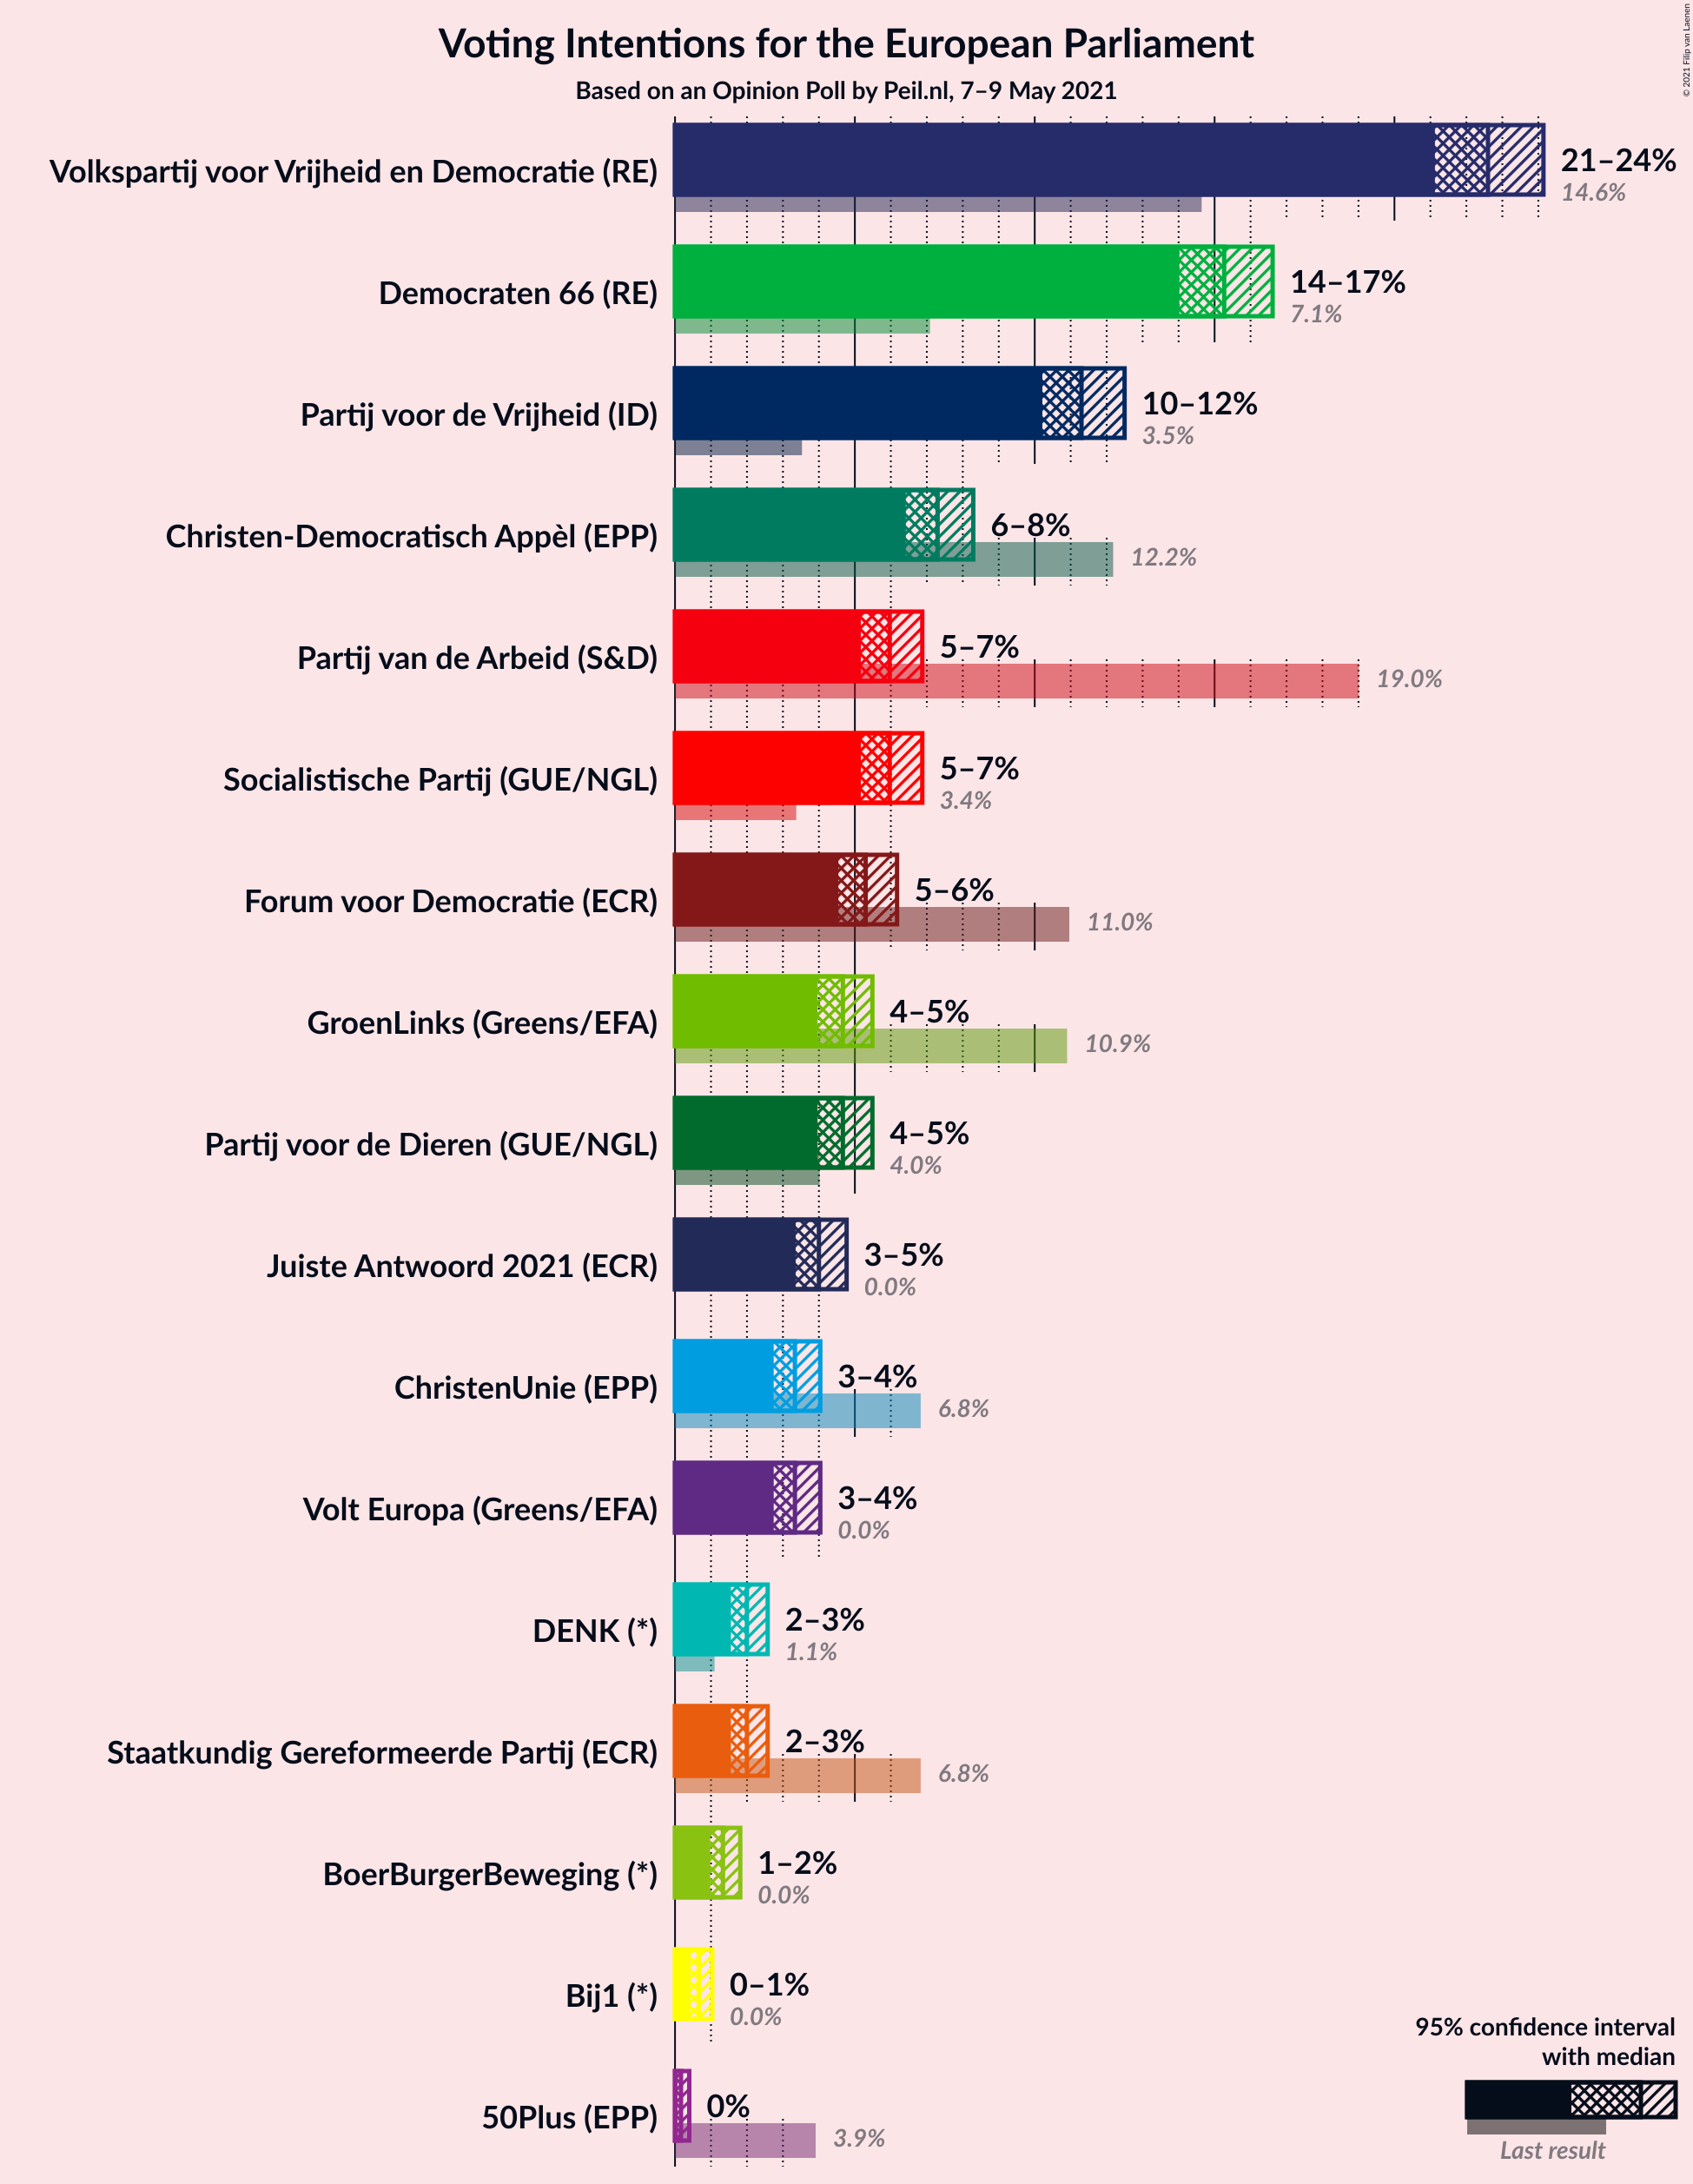 Voting Intentions for the European Parliament
Based on an Opinion Poll by Peil.nl, 7–9 May 2021
© 2021 Filip van Laenen
Volkspartij voor Vrijheid en Democratie (RE)
21–24%
14.6%
Democraten 66 (RE)
14–17%
7.1%
Partij voor de Vrijheid (ID)
10–12%
3.5%
Christen-Democratisch Appèl (EPP)
6–8%
12.2%
Partij van de Arbeid (S&D)
5–7%
19.0%
Socialistische Partij (GUE/NGL)
5–7%
3.4%
Forum voor Democratie (ECR)
5–6%
11.0%
GroenLinks (Greens/EFA)
4–5%
10.9%
Partij voor de Dieren (GUE/NGL)
4–5%
4.0%
Juiste Antwoord 2021 (ECR)
3–5%
0.0%
ChristenUnie (EPP)
3–4%
6.8%
Volt Europa (Greens/EFA)
3–4%
0.0%
DENK (*)
2–3%
1.1%
Staatkundig Gereformeerde Partij (ECR)
2–3%
6.8%
BoerBurgerBeweging (*)
1–2%
0.0%
Bij1 (*)
0–1%
0.0%
50Plus (EPP)
0%
3.9%
95% confidence interval
with median
Last result